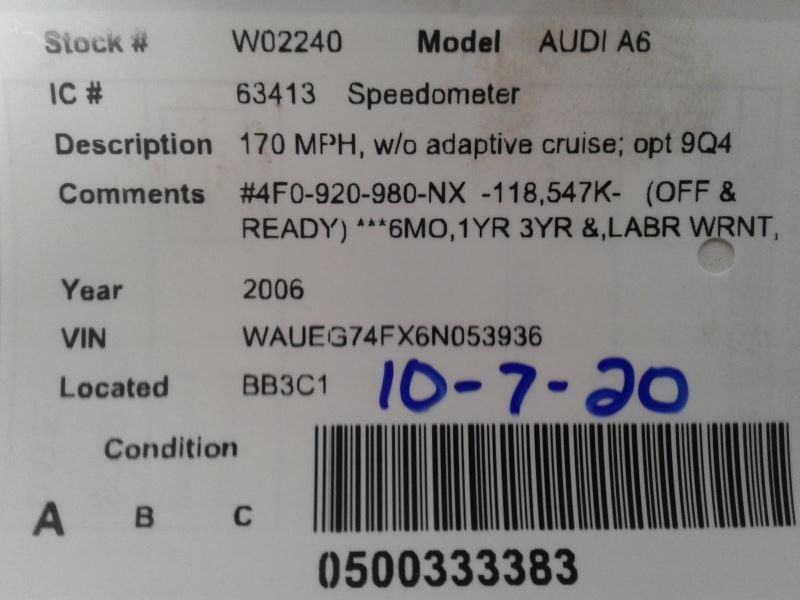 Stock # W02240 Model AUDI A6
IC # 63413 Speedometer
Description 170 MPH, w/o adaptive cruise; opt 9Q4
Comments #4F0-920-980-NX -118,547K- (OFF &
READY) ***6MO,1YR 3YR &,LABR WRNT,
Year 2006
VIN WAUEG74FX6N053936
Located BB3C1 10-7-20
Condition
A B C
0500333383